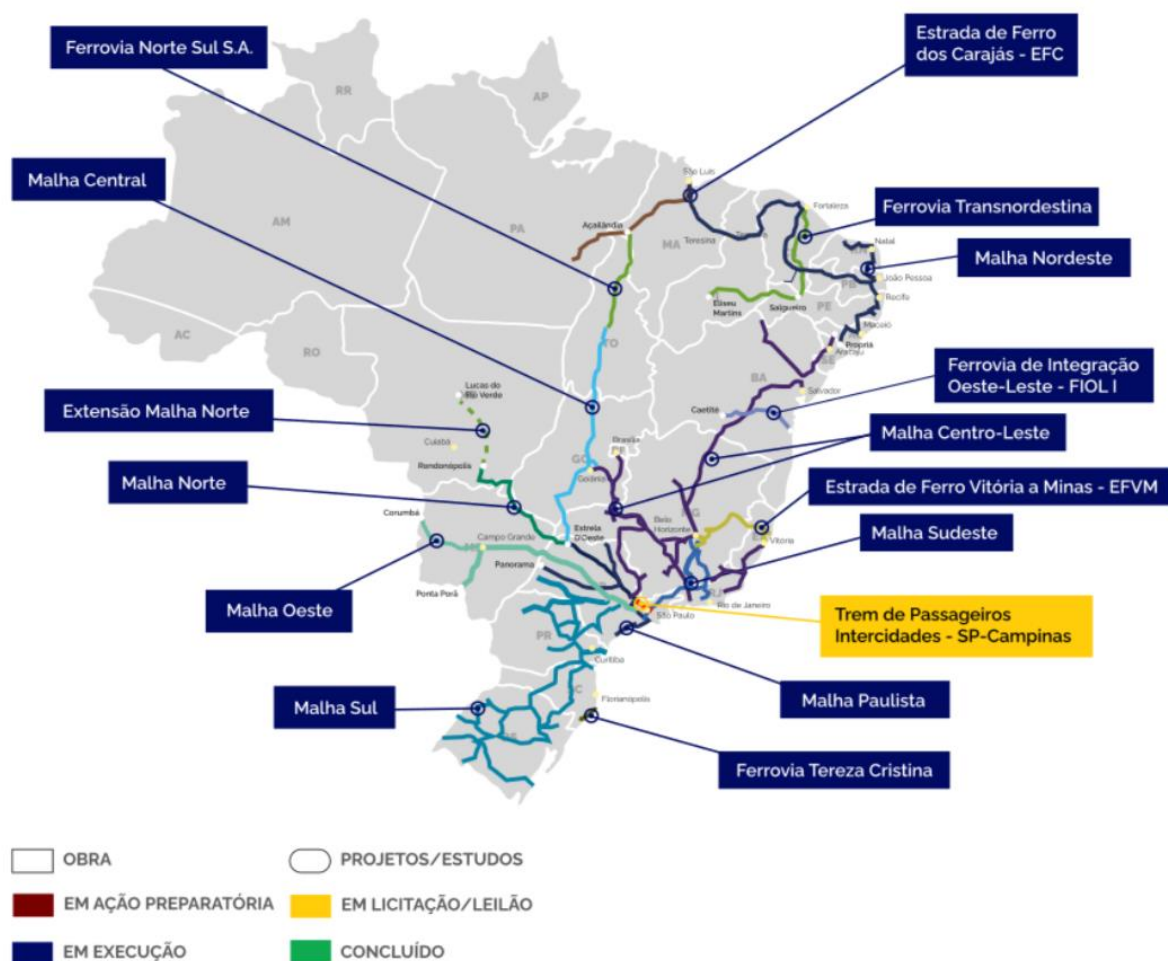 Ferrovia Norte Sul S.A.
Estrada de Ferro
dos Carajás - EFC
Malha Central
Ferrovia Transnordestina
Malha Nordeste
Ferrovia de Integração
Oeste-Leste - FIOL I
Extensão Malha Norte
Malha Centro-Leste
Malha Norte
Estrada de Ferro Vitória a Minas - EFVM
Malha Sudeste
Malha Oeste
Trem de Passageiros
Intercidades - SP-Campinas
Malha Paulista
Malha Sul
Ferrovia Tereza Cristina
RR
AP
AM
PA
MA
AC
RO
TO
PE
PB
BA
SE
GO
MG
PR
SC
São Luís
Açailândia
Teresina
Fortaleza
Natal
João Pessoa
Recife
Eliseu
Martins
Salgueiro
Maceió
Propriá
Aracaju
Salvador
Caetité
Lucas do
Rio Verde
Cuiabá
Rondonópolis
Brasília
Goiânia
Corumbá
Campo Grande
Estrela
D'Oeste
Panorama
Ponta Porã
Belo
Horizonte
Vitória
Rio de Janeiro
São Paulo
Curitiba
Florianópolis
OBRA
PROJETOS/ESTUDOS
EM AÇÃO PREPARATÓRIA
EM LICITAÇÃO/LEILÃO
EM EXECUÇÃO
CONCLUÍDO